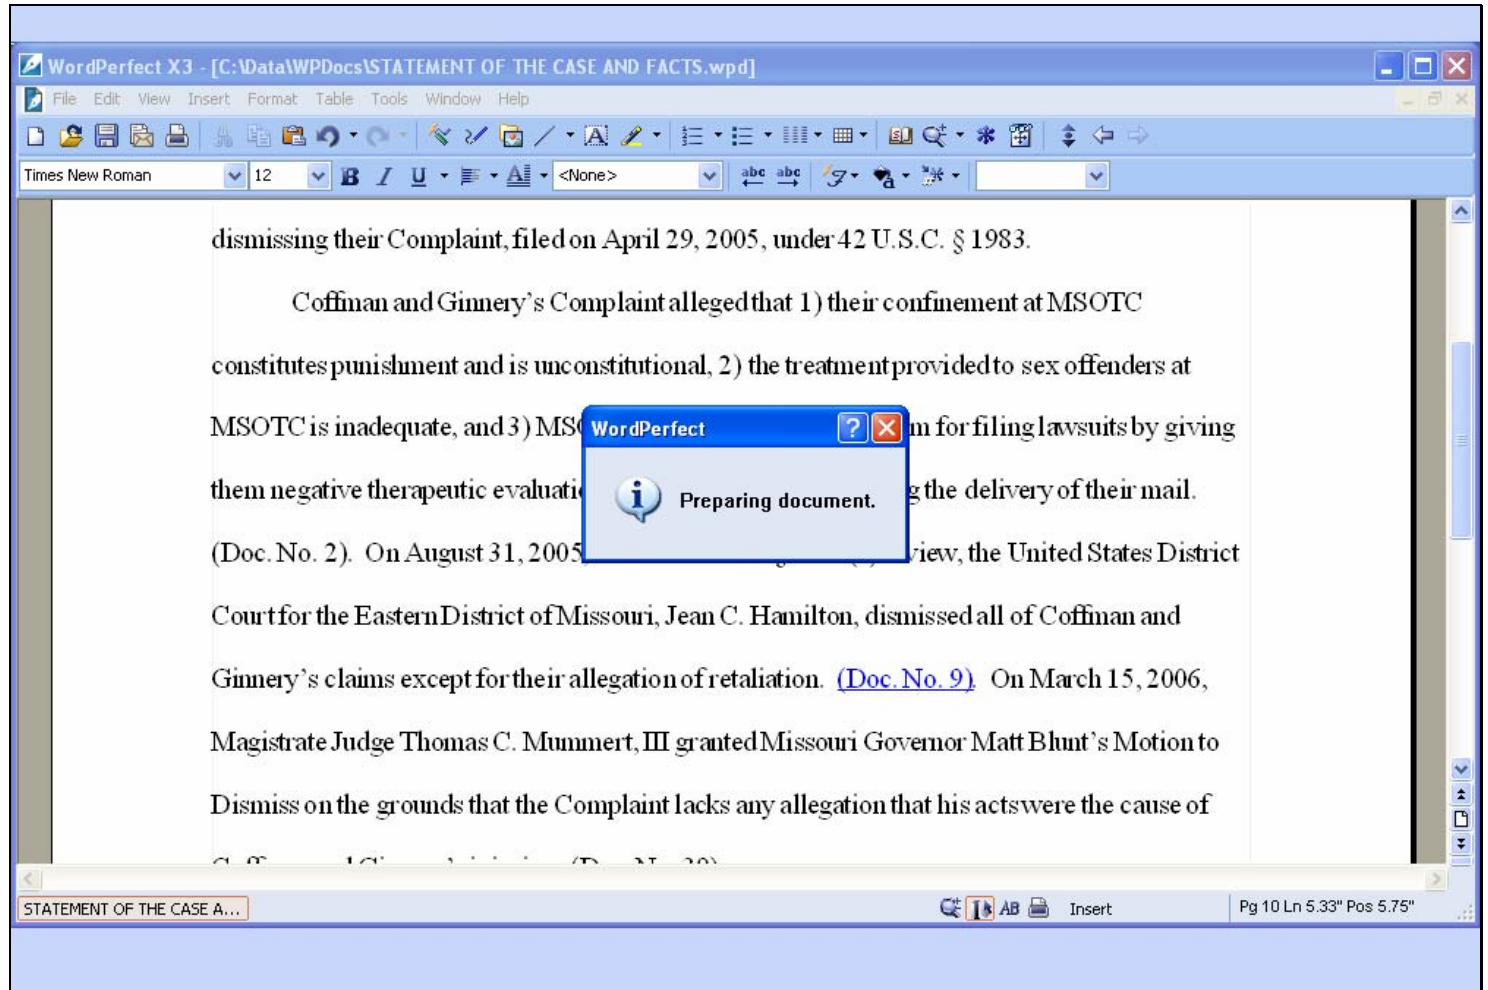 WordPerfect X3 - [C:\Data\WPDocs\STATEMENT OF THE CASE AND FACTS.wpd]
File Edit View Insert Format Table Tools Window Help
Times New Roman 12 B I U <None> abc abc
dismissing their Complaint, filed on April 29, 2005, under 42 U.S.C. § 1983.
Coffman and Ginnery's Complaint alleged that 1) their confinement at MSOTC
constitutes punishment and is unconstitutional, 2) the treatment provided to sex offenders at
MSOTC is inadequate, and 3) MSO m for filing lawsuits by giving
WordPerfect
them negative therapeutic evaluati g the delivery of their mail.
Preparing document.
(Doc. No. 2). On August 31, 2005, view, the United States District
Court for the Eastern District of Missouri, Jean C. Hamilton, dismissed all of Coffman and
Ginnery's claims except for their allegation of retaliation. (Doc. No. 9). On March 15, 2006,
Magistrate Judge Thomas C. Mummert, III granted Missouri Governor Matt Blunt's Motion to
Dismiss on the grounds that the Complaint lacks any allegation that his acts were the cause of
STATEMENT OF THE CASE A... AB Insert Pg 10 Ln 5.33" Pos 5.75"